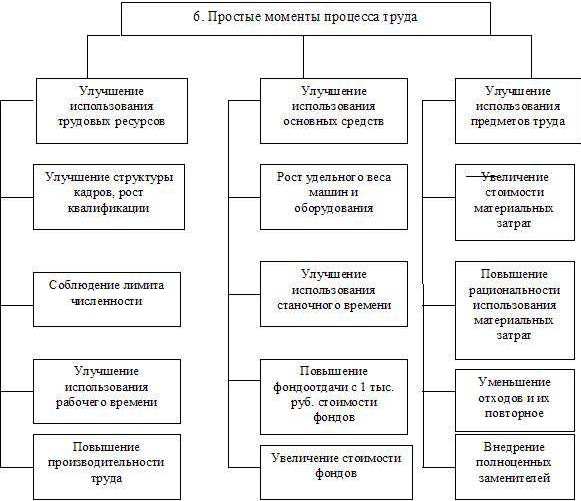 6. Простые моменты процесса труда
Улучшение
использования
трудовых ресурсов
Улучшение структуры
кадров, рост
квалификации
Соблюдение лимита
численности
Улучшение
использования
рабочего времени
Повышение
производительности
труда
Улучшение
использования
основных средств
Рост удельного веса
машин и
оборудования
Улучшение
использования
станочного времени
Повышение
фондоотдачи с 1 тыс.
руб. стоимости
фондов
Увеличение стоимости
фондов
Улучшение
использования
предметов труда
Увеличение
стоимости
материальных
затрат
Повышение
рациональности
использования
материальных
затрат
Уменьшение
отходов и их
повторное
Внедрение
полноценных
заменителей